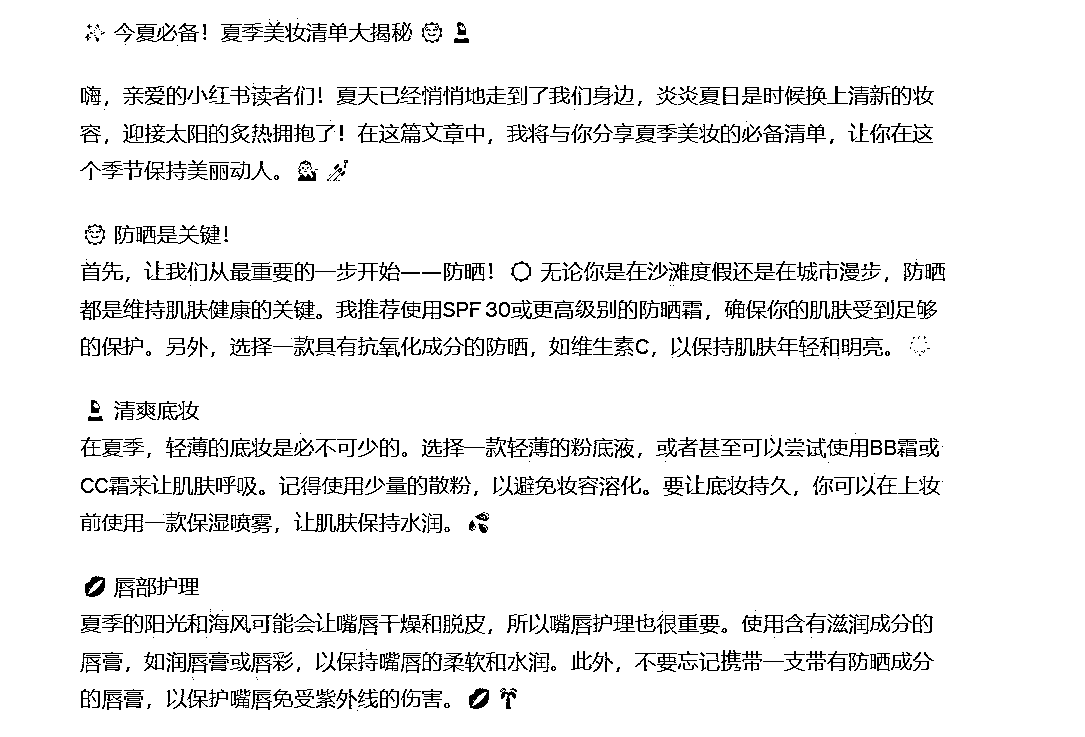 ✨ 今夏必备！夏季美妆清单大揭秘 🌞 💄
嗨，亲爱的小红书读者们！夏天已经悄悄地走到了我们身边，炎炎夏日是时候换上清新的妆
容，迎接太阳的炙热拥抱了！在这篇文章中，我将与你分享夏季美妆的必备清单，让你在这
个季节保持美丽动人。 💁‍♀️ 💅
🌞 防晒是关键！
首先，让我们从最重要的一步开始——防晒！ ☀️ 无论你是在沙滩度假还是在城市漫步，防晒
都是维持肌肤健康的关键。我推荐使用SPF 30或更高级别的防晒霜，确保你的肌肤受到足够
的保护。另外，选择一款具有抗氧化成分的防晒，如维生素C，以保持肌肤年轻和明亮。 🌟
💄 清爽底妆
在夏季，轻薄的底妆是必不可少的。选择一款轻薄的粉底液，或者甚至可以尝试使用BB霜或
CC霜来让肌肤呼吸。记得使用少量的散粉，以避免妆容溶化。要让底妆持久，你可以在上妆
前使用一款保湿喷雾，让肌肤保持水润。 💦
💋 唇部护理
夏季的阳光和海风可能会让嘴唇干燥和脱皮，所以嘴唇护理也很重要。使用含有滋润成分的
唇膏，如润唇膏或唇彩，以保持嘴唇的柔软和水润。此外，不要忘记携带一支带有防晒成分
的唇膏，以保护嘴唇免受紫外线的伤害。 💋 🌴